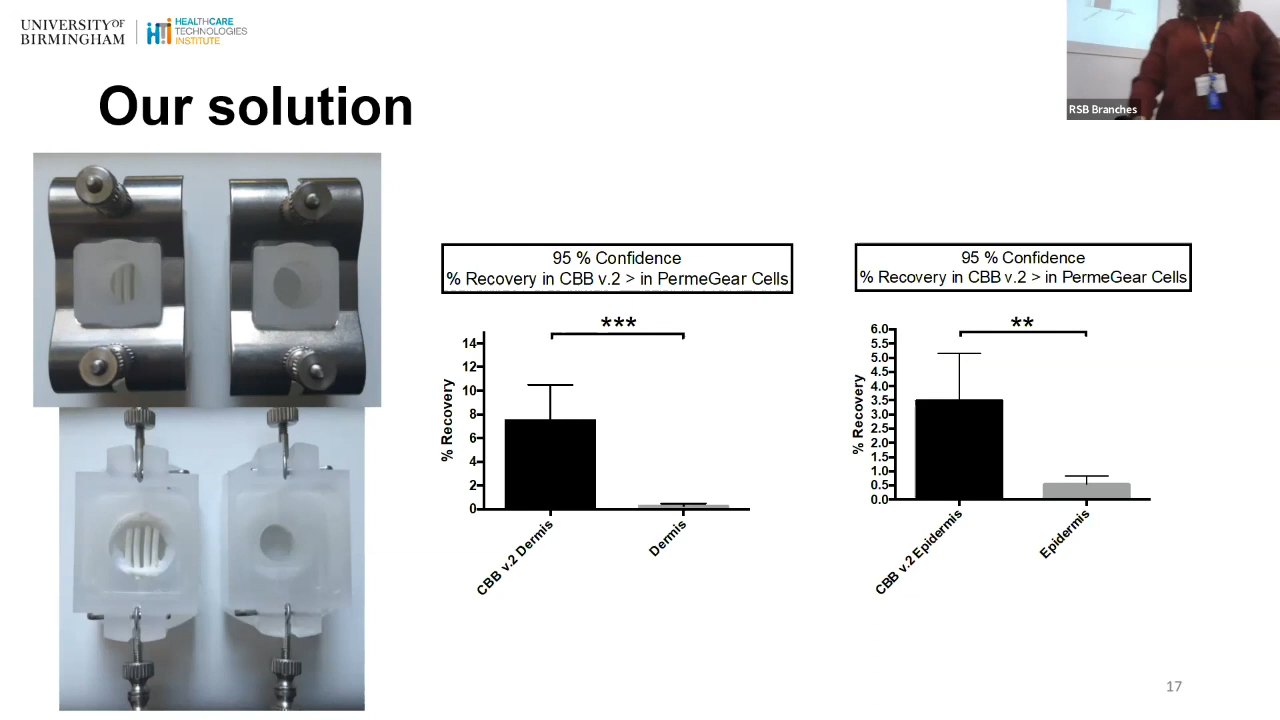 UNIVERSITY OF
BIRMINGHAM
HEALTHCARE
TECHNOLOGIES
INSTITUTE
RSB Branches
Our solution
95 % Confidence
% Recovery in CBB v.2 > in PermeGear Cells
***
% Recovery
14
12
10
8
6
4
2
0
CBB v.2 Dermis
Dermis
95 % Confidence
% Recovery in CBB v.2 > in PermeGear Cells
**
% Recovery
6.0
5.5
5.0
4.5
4.0
3.5
3.0
2.5
2.0
1.5
1.0
0.5
0.0
CBB v.2 Epidermis
Epidermis
17